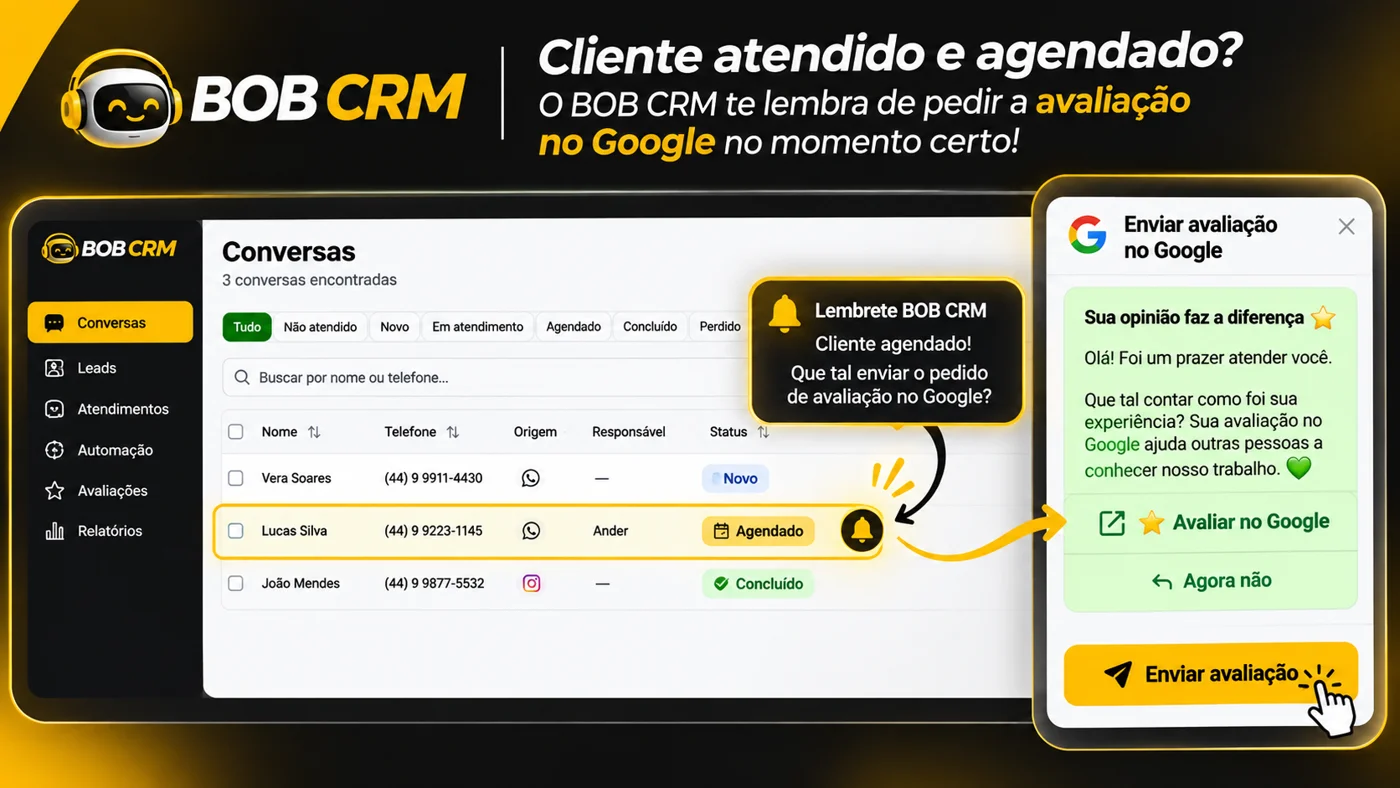 BOB CRM
Cliente atendido e agendado?
O BOB CRM te lembra de pedir a avaliação
no Google no momento certo!
BOB CRM
Conversas
Leads
Atendimentos
Automação
Avaliações
Relatórios
Conversas
3 conversas encontradas
Tudo
Não atendido
Novo
Em atendimento
Agendado
Concluído
Perdido
Buscar por nome ou telefone...
Nome Telefone Origem Responsável Status
Vera Soares (44) 9 9911-4430 — Novo
Lucas Silva (44) 9 9223-1145 Ander Agendado
João Mendes (44) 9 9877-5532 — Concluído
Lembrete BOB CRM
Cliente agendado!
Que tal enviar o pedido
de avaliação no Google?
Enviar avaliação
no Google
Sua opinião faz a diferença ⭐
Olá! Foi um prazer atender você.
Que tal contar como foi sua
experiência? Sua avaliação no
Google ajuda outras pessoas a
conhecer nosso trabalho. 💚
⭐ Avaliar no Google
Agora não
Enviar avaliação